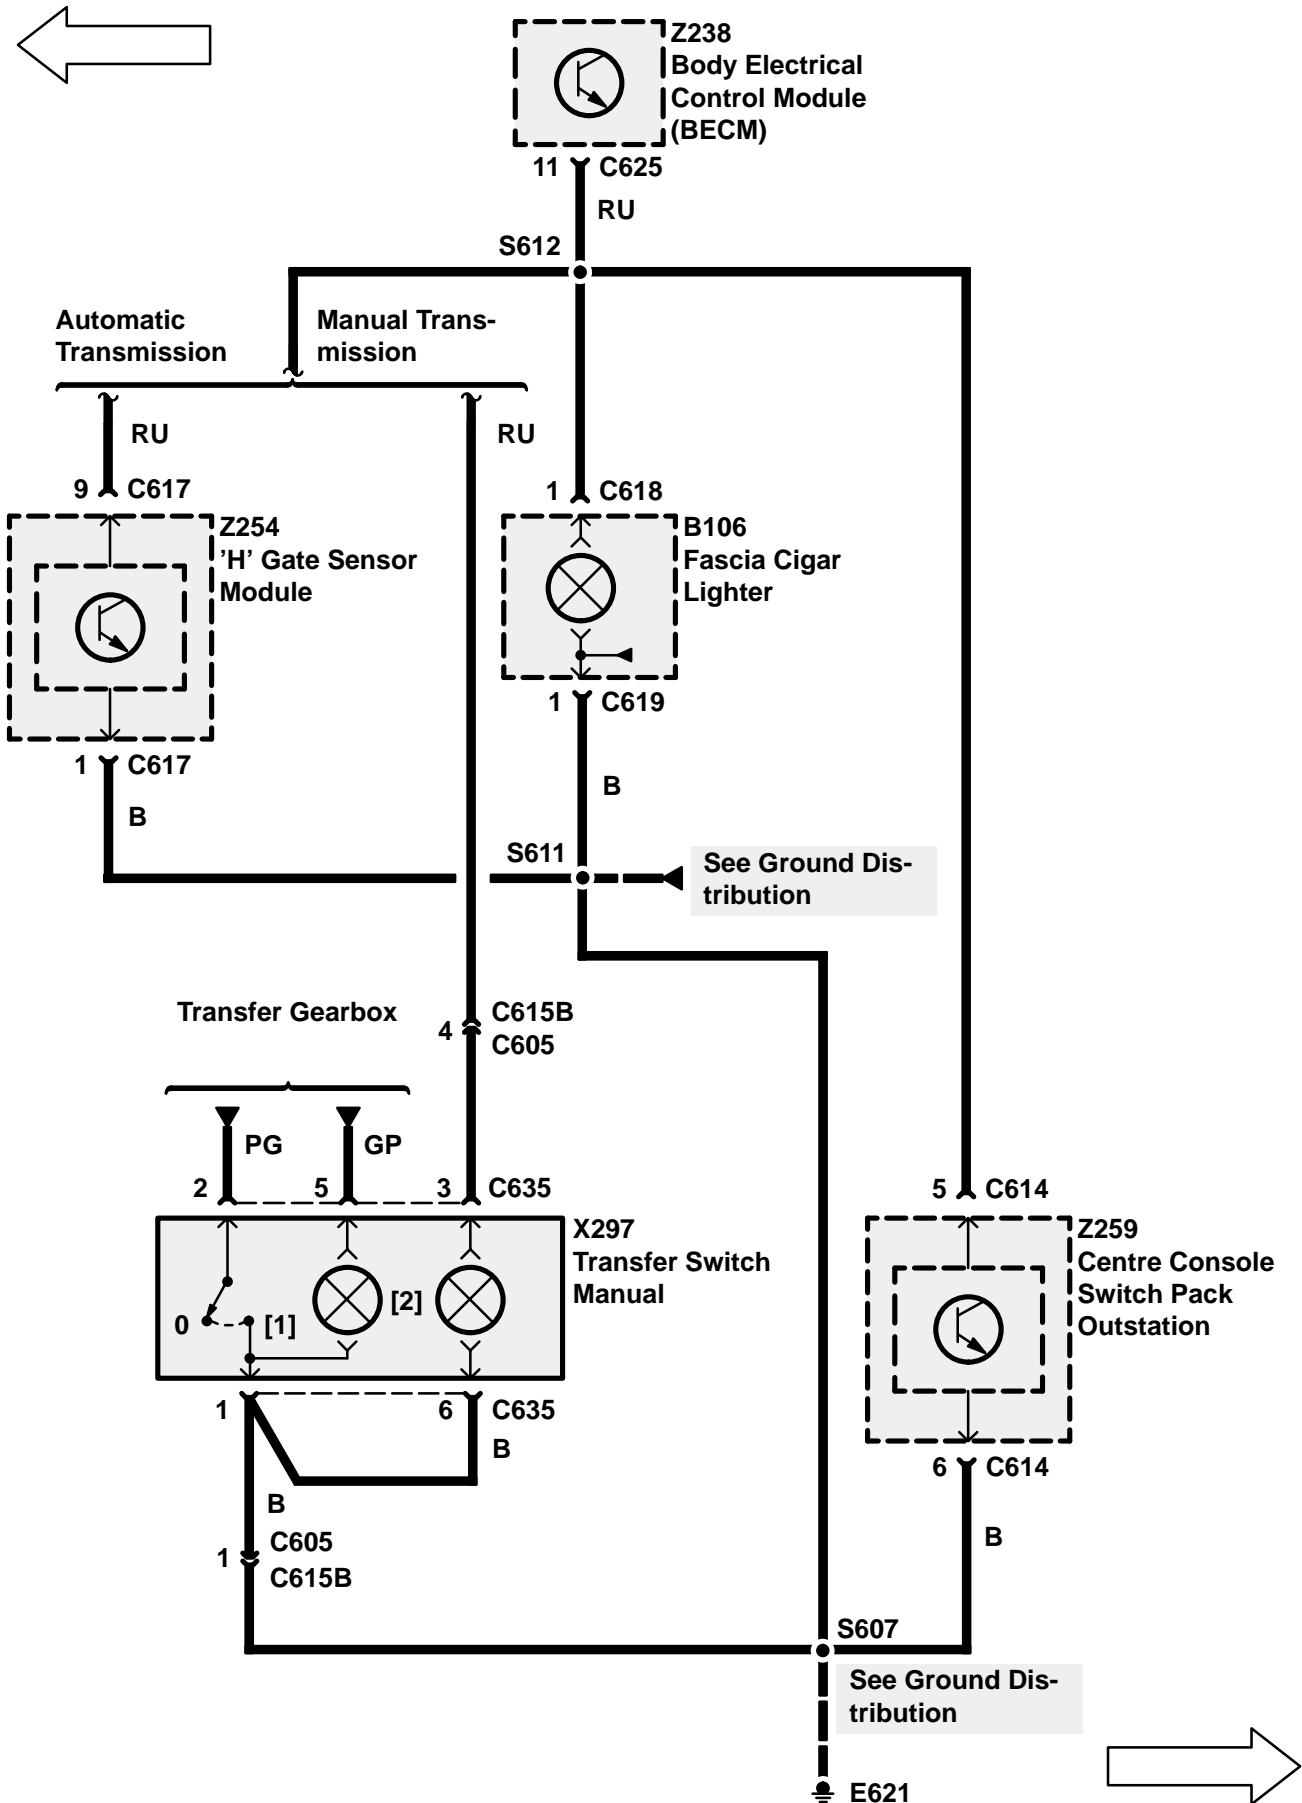 Z238
Body Electrical
Control Module
(BECM)
11 C625
RU
S612
Automatic
Transmission
Manual Trans-
mission
RU
RU
9 C617
1 C618
Z254
’H’ Gate Sensor
Module
B106
Fascia Cigar
Lighter
1 C619
1 C617
B
B
S611
See Ground Dis-
tribution
Transfer Gearbox
4
C615B
C605
PG
GP
2
5
3 C635
5 C614
X297
Transfer Switch
Manual
0
[1]
[2]
Z259
Centre Console
Switch Pack
Outstation
1
6 C635
B
B
6 C614
B
1
C605
C615B
S607
See Ground Dis-
tribution
E621